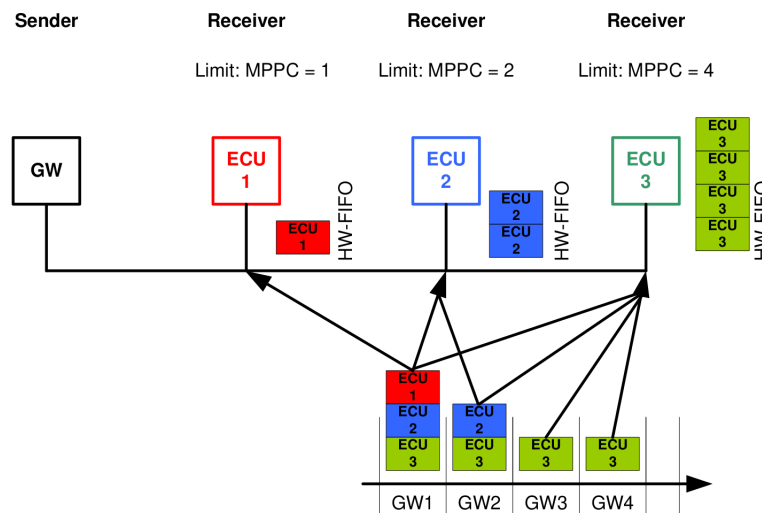 Sender Receiver Receiver Receiver
Limit: MPPC = 1 Limit: MPPC = 2 Limit: MPPC = 4
GW
ECU
1
ECU
2
ECU
3
ECU
1
HW-FIFO
ECU
2
ECU
2
HW-FIFO
ECU
3
ECU
3
ECU
3
ECU
3
HW-FIFO
ECU
1
ECU
2
ECU
3
ECU
2
ECU
3
ECU
3
ECU
3
GW1 GW2 GW3 GW4